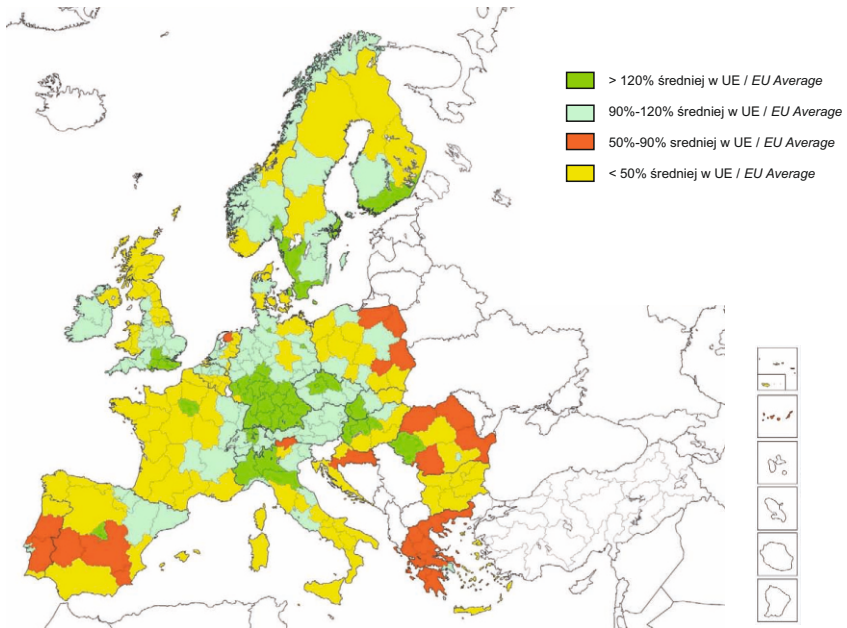 > 120% średniej w UE / EU Average
90%-120% średniej w UE / EU Average
50%-90% sredniej w UE / EU Average
< 50% średniej w UE / EU Average